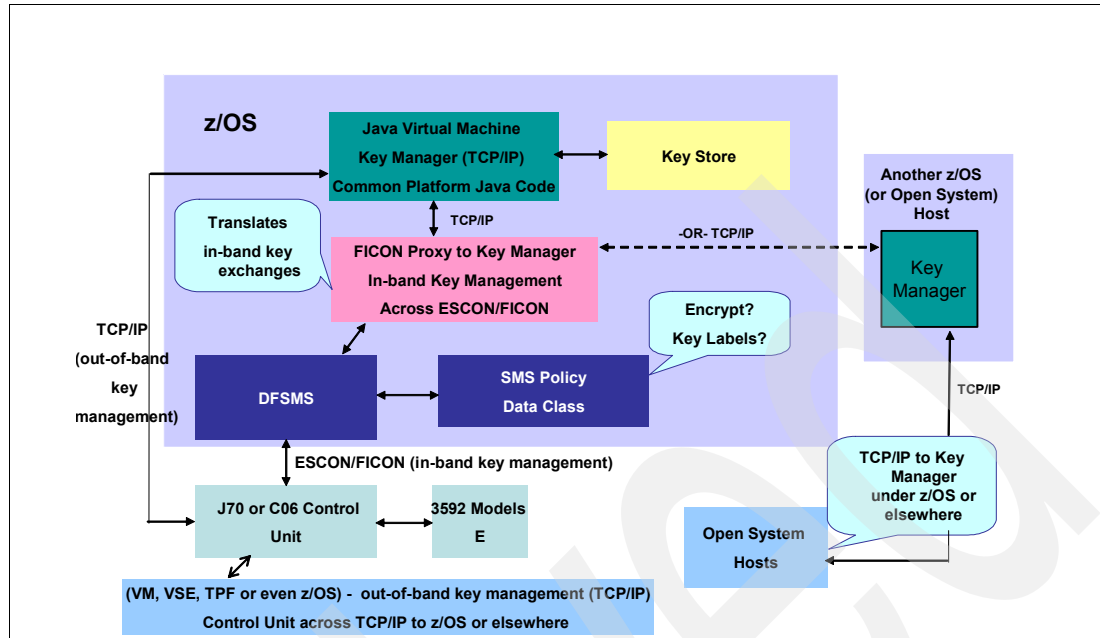 z/OS
Java Virtual Machine
Key Manager (TCP/IP)
Common Platform Java Code
Key Store
Another z/OS
(or Open System)
Host
Key
Manager
TCP/IP
Translates
in-band key
exchanges
FICON Proxy to Key Manager
In-band Key Management
Across ESCON/FICON
-OR- TCP/IP
Encrypt?
Key Labels?
TCP/IP
(out-of-band
key
management)
DFSMS
SMS Policy
Data Class
TCP/IP
ESCON/FICON (in-band key management)
TCP/IP to Key
Manager
under z/OS or
elsewhere
J70 or C06 Control
Unit
3592 Models
E
Open System
Hosts
(VM, VSE, TPF or even z/OS) - out-of-band key management (TCP/IP)
Control Unit across TCP/IP to z/OS or elsewhere